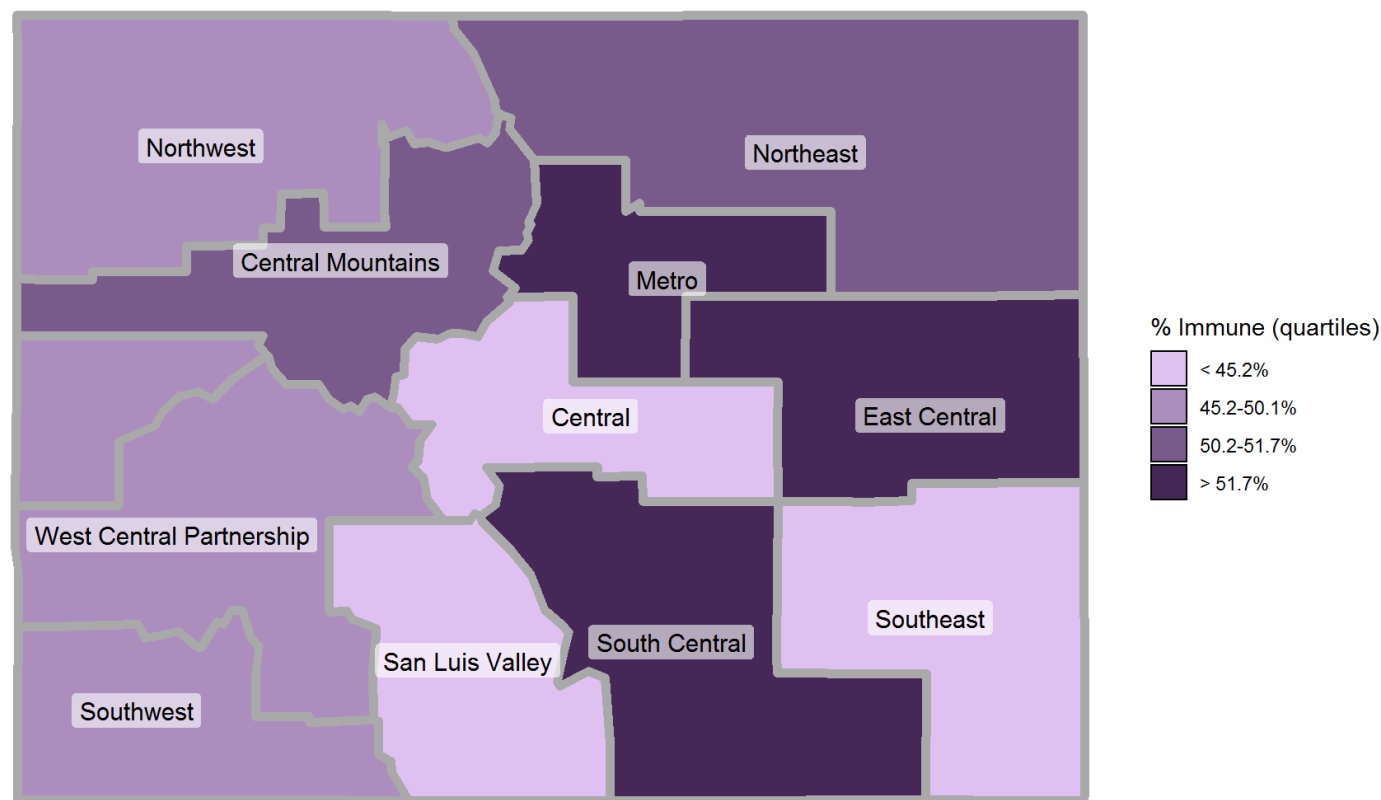 Northwest
Northeast
Central Mountains
Metro
Central
East Central
West Central Partnership
Southeast
South Central
San Luis Valley
Southwest
% Immune (quartiles)
< 45.2%
45.2-50.1%
50.2-51.7%
> 51.7%